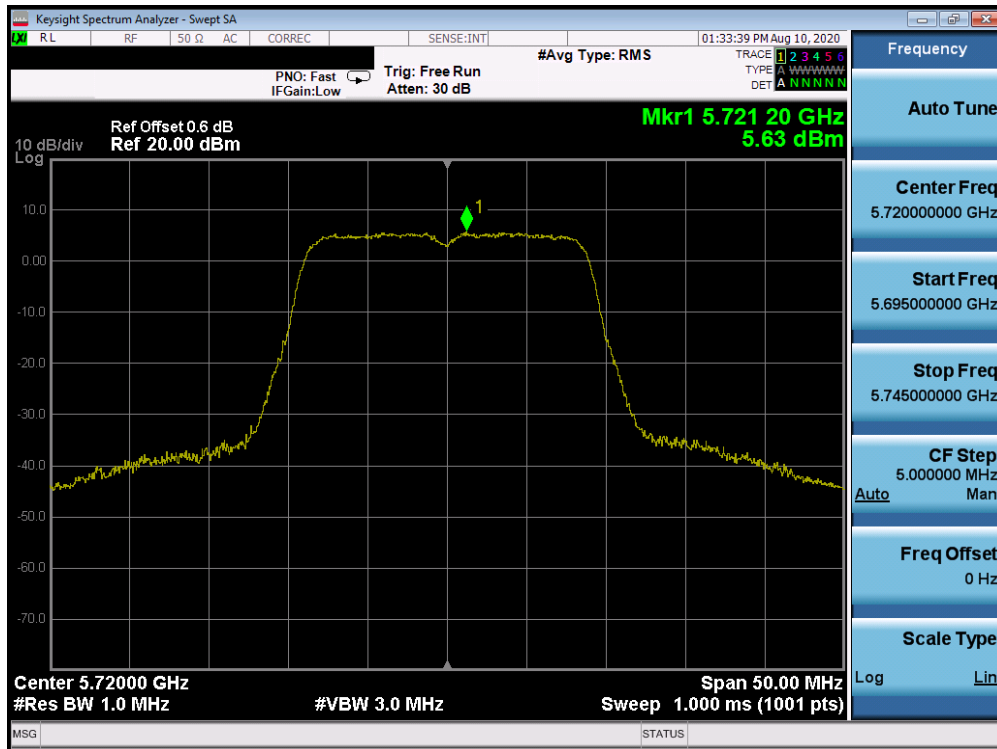 Keysight Spectrum Analyzer - Swept SA
LXI RL RF 50 Ω AC CORREC SENSE:INT 01:33:39 PM Aug 10, 2020
Frequency
#Avg Type: RMS
TRACE 1 2 3 4 5 6
TYPE A WWWWW
DET A N N N N N
PNO: Fast
IFGain:Low
Trig: Free Run
Atten: 30 dB
Auto Tune
Mkr1 5.721 20 GHz
5.63 dBm
Ref Offset 0.6 dB
10 dB/div Ref 20.00 dBm
Log
1
10.0
0.00
-10.0
-20.0
-30.0
-40.0
-50.0
-60.0
-70.0
Center Freq
5.720000000 GHz
Start Freq
5.695000000 GHz
Stop Freq
5.745000000 GHz
CF Step
5.000000 MHz
Auto Man
Freq Offset
0 Hz
Scale Type
Log Lin
Center 5.72000 GHz Span 50.00 MHz
#Res BW 1.0 MHz #VBW 3.0 MHz Sweep 1.000 ms (1001 pts)
MSG STATUS